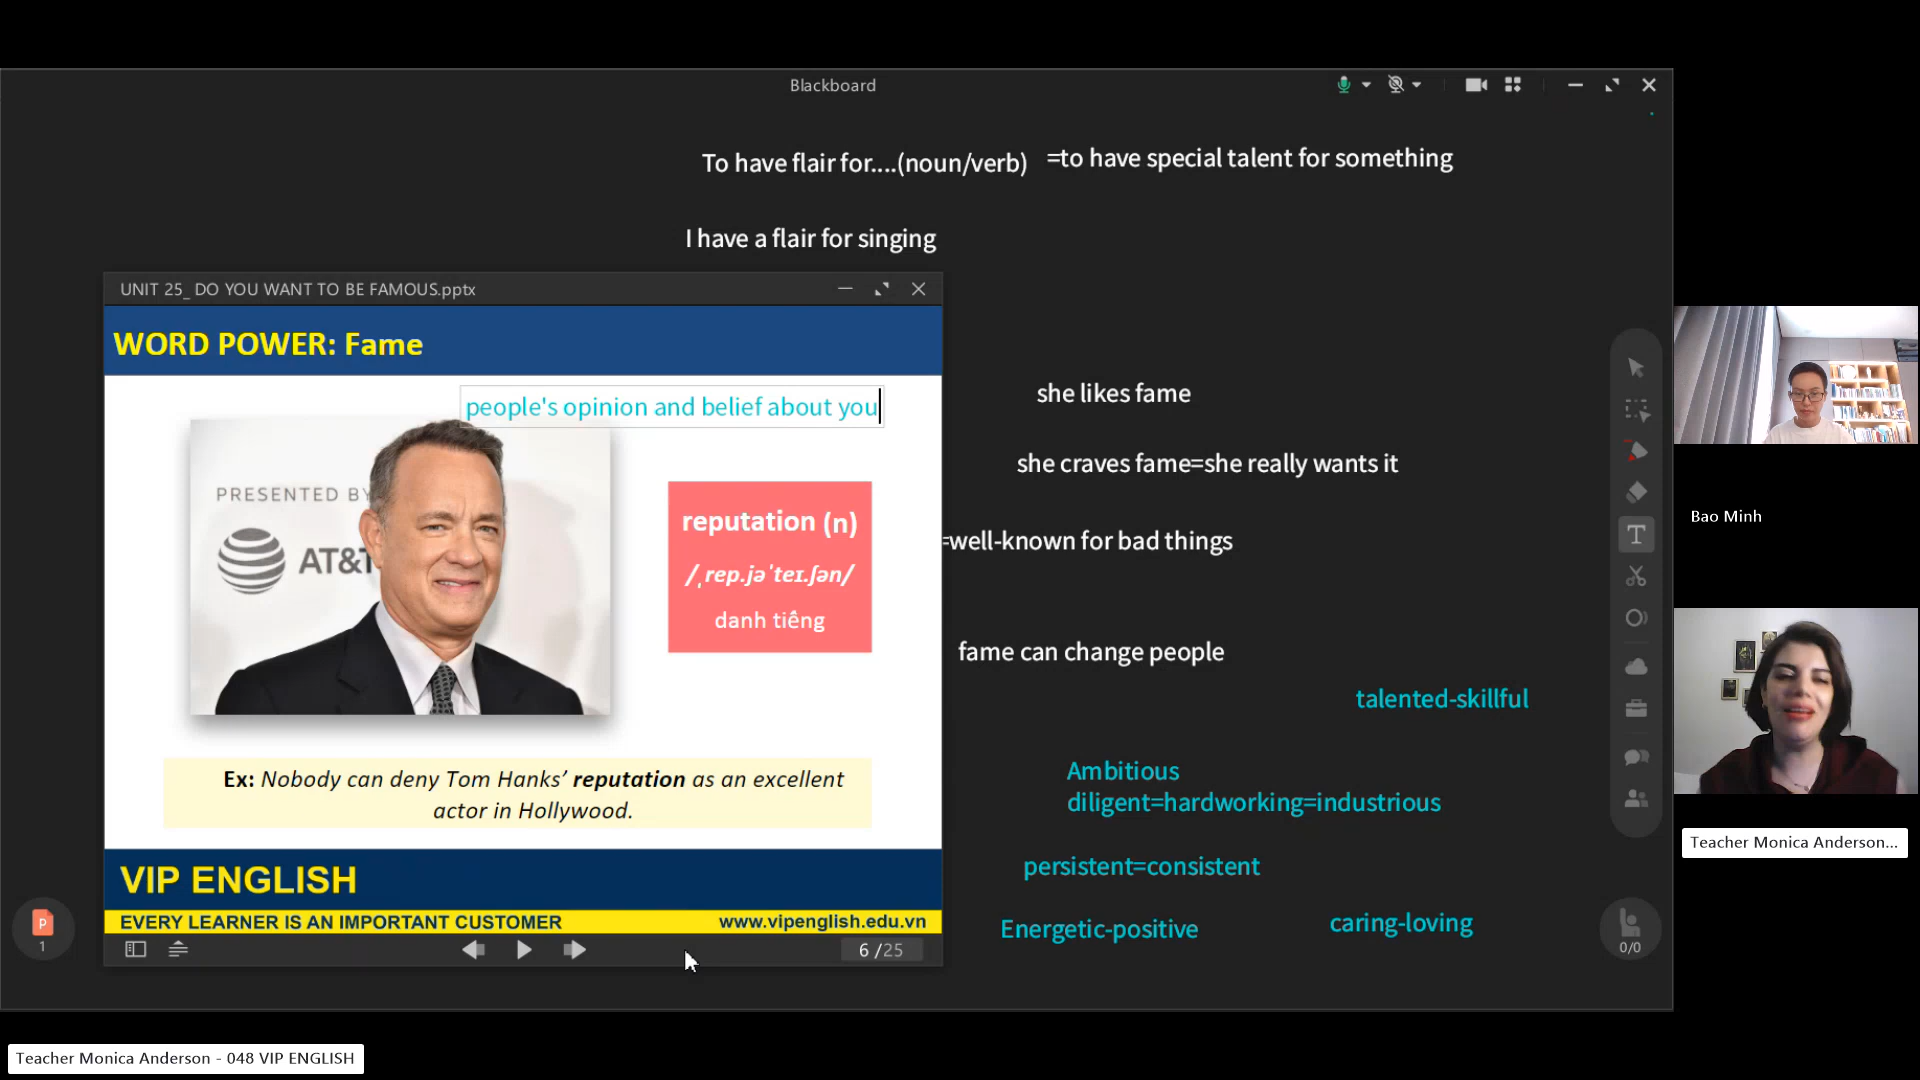 Blackboard
To have flair for....(noun/verb)
=to have special talent for something
I have a flair for singing
UNIT 25_ DO YOU WANT TO BE FAMOUS.pptx
WORD POWER: Fame
people's opinion and belief about you
PRESENTED BY
AT&T
reputation (n)
/ˌrep.jəˈteɪ.ʃən/
danh tiếng
Ex: Nobody can deny Tom Hanks’ reputation as an excellent
actor in Hollywood.
VIP ENGLISH
EVERY LEARNER IS AN IMPORTANT CUSTOMER
www.vipenglish.edu.vn
6 /25
she likes fame
she craves fame=she really wants it
=well-known for bad things
fame can change people
talented-skillful
Ambitious
diligent=hardworking=industrious
persistent=consistent
Energetic-positive
caring-loving
P
1
T
0/0
Bao Minh
Teacher Monica Anderson...
Teacher Monica Anderson - 048 VIP ENGLISH